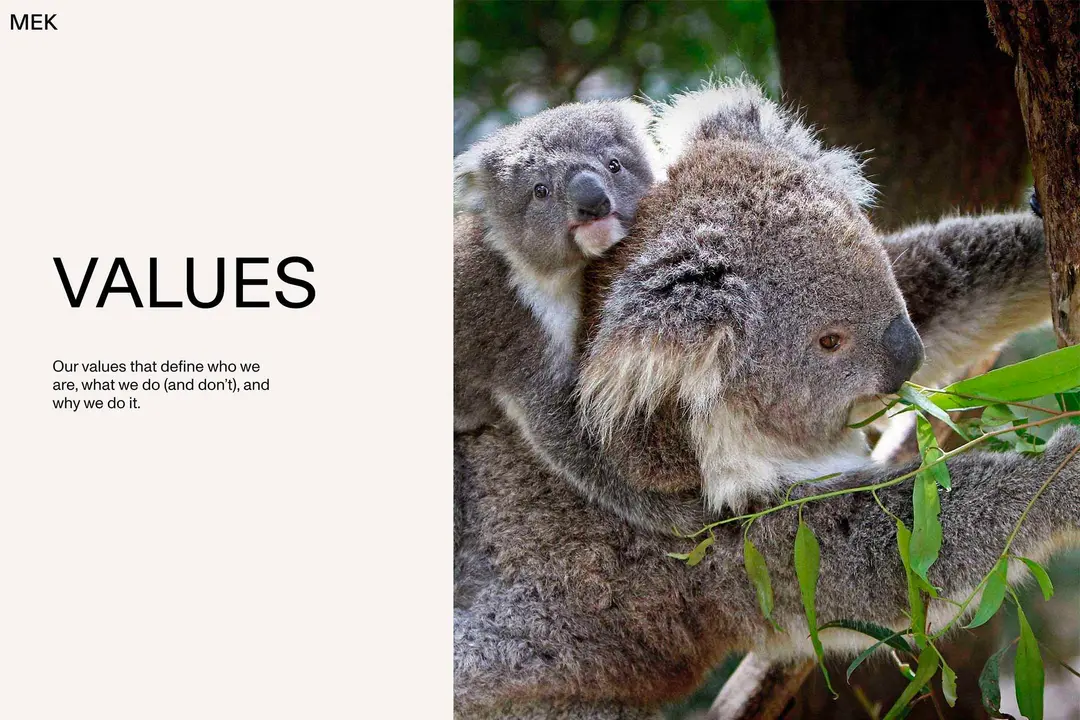 MEK
VALUES
Our values that define who we
are, what we do (and don't), and
why we do it.